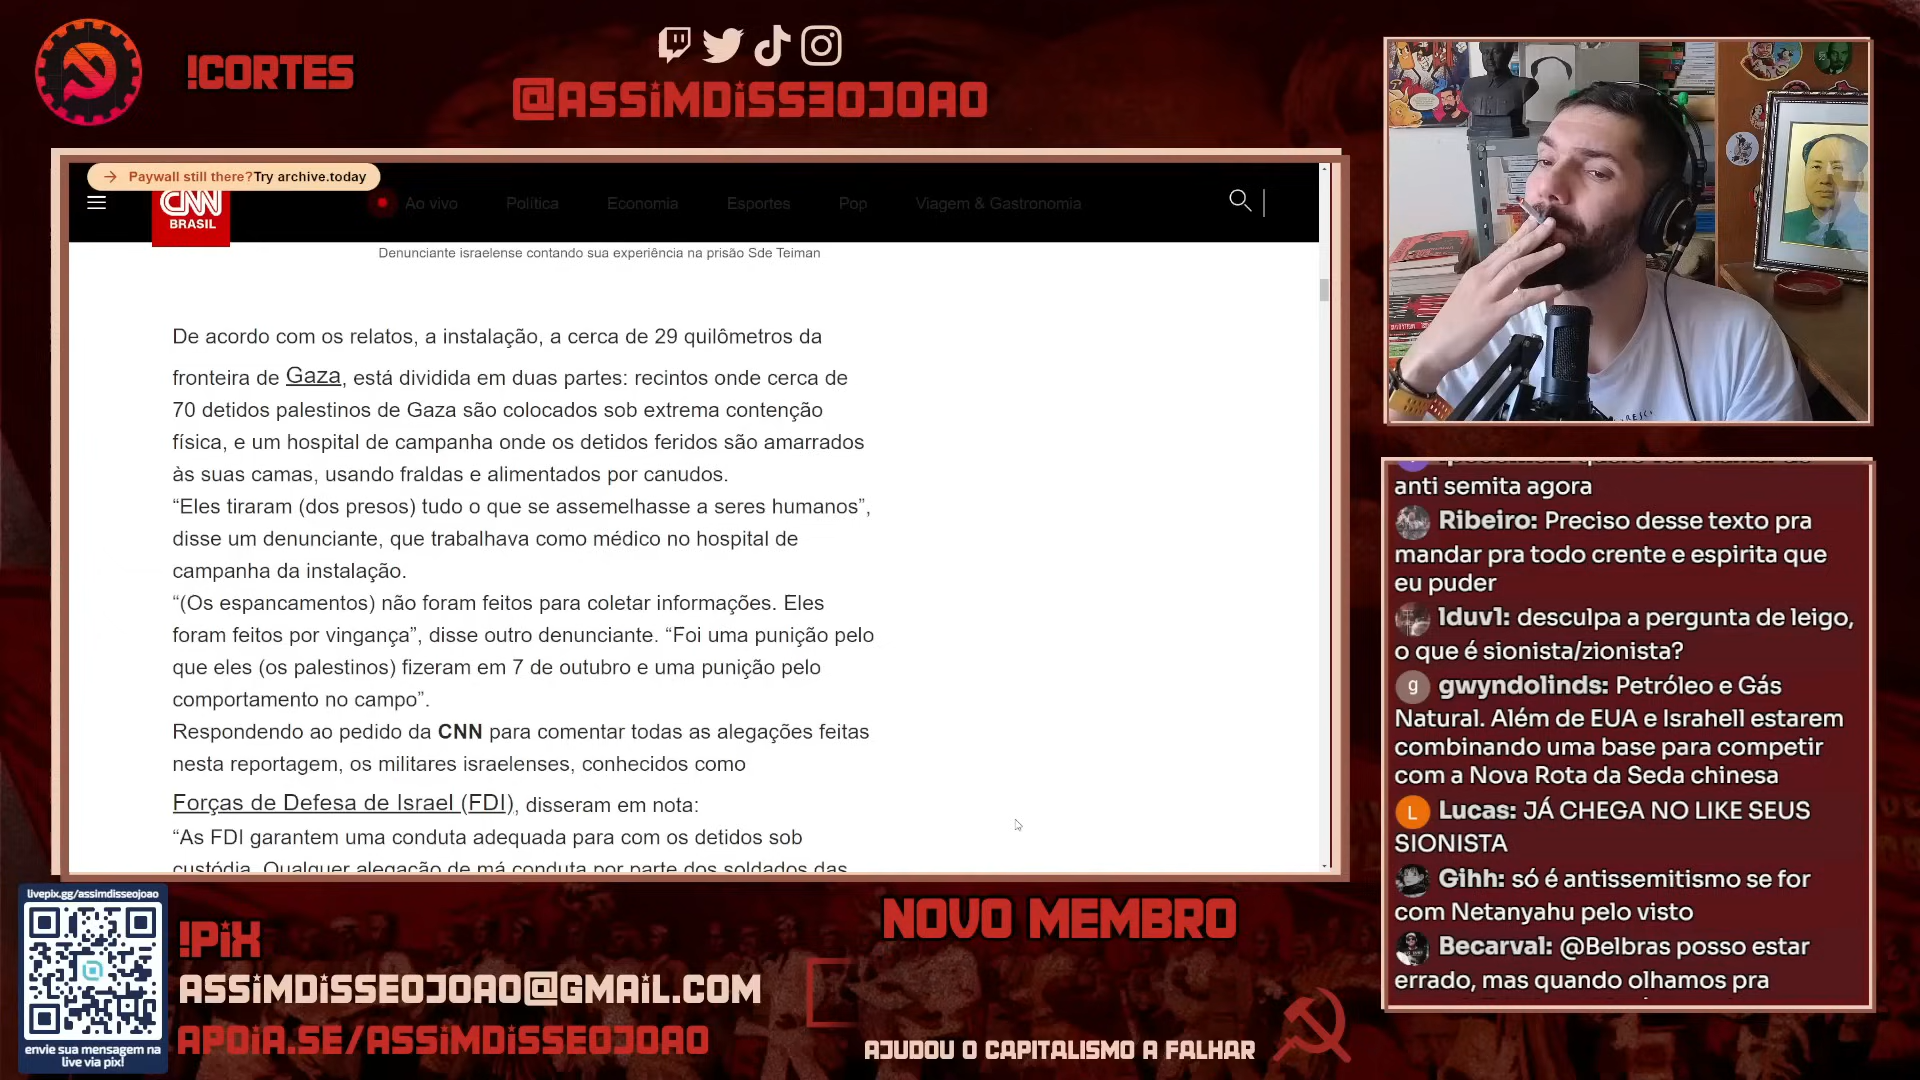 !CORTES
@ASSIMDISSEOJOAO
→ Paywall still there? Try archive.today
CNN
BRASIL
Ao vivo
Política
Economia
Esportes
Pop
Viagem & Gastronomia
Denunciante israelense contando sua experiência na prisão Sde Teiman
De acordo com os relatos, a instalação, a cerca de 29 quilômetros da
fronteira de Gaza, está dividida em duas partes: recintos onde cerca de
70 detidos palestinos de Gaza são colocados sob extrema contenção
física, e um hospital de campanha onde os detidos feridos são amarrados
às suas camas, usando fraldas e alimentados por canudos.
“Eles tiraram (dos presos) tudo o que se assemelhasse a seres humanos”,
disse um denunciante, que trabalhava como médico no hospital de
campanha da instalação.
“(Os espancamentos) não foram feitos para coletar informações. Eles
foram feitos por vingança”, disse outro denunciante. “Foi uma punição pelo
que eles (os palestinos) fizeram em 7 de outubro e uma punição pelo
comportamento no campo”.
Respondendo ao pedido da CNN para comentar todas as alegações feitas
nesta reportagem, os militares israelenses, conhecidos como
Forças de Defesa de Israel (FDI), disseram em nota:
“As FDI garantem uma conduta adequada para com os detidos sob
custódia. Qualquer alegação de má conduta por parte dos soldados das
anti semita agora
Ribeiro: Preciso desse texto pra
mandar pra todo crente e espirita que
eu puder
lduv1: desculpa a pergunta de leigo,
o que é sionista/zionista?
g gwyndolinds: Petróleo e Gás
Natural. Além de EUA e Israhell estarem
combinando uma base para competir
com a Nova Rota da Seda chinesa
L Lucas: JÁ CHEGA NO LIKE SEUS
SIONISTA
Gihh: só é antissemitismo se for
com Netanyahu pelo visto
Becarval: @Belbras posso estar
errado, mas quando olhamos pra
livepix.gg/assimdisseojoao
envie sua mensagem na
live via pix!
!PIX
ASSIMDISSEOJOAO@GMAIL.COM
APOIA.SE/ASSIMDISSEOJOAO
NOVO MEMBRO
AJUDOU O CAPITALISMO A FALHAR